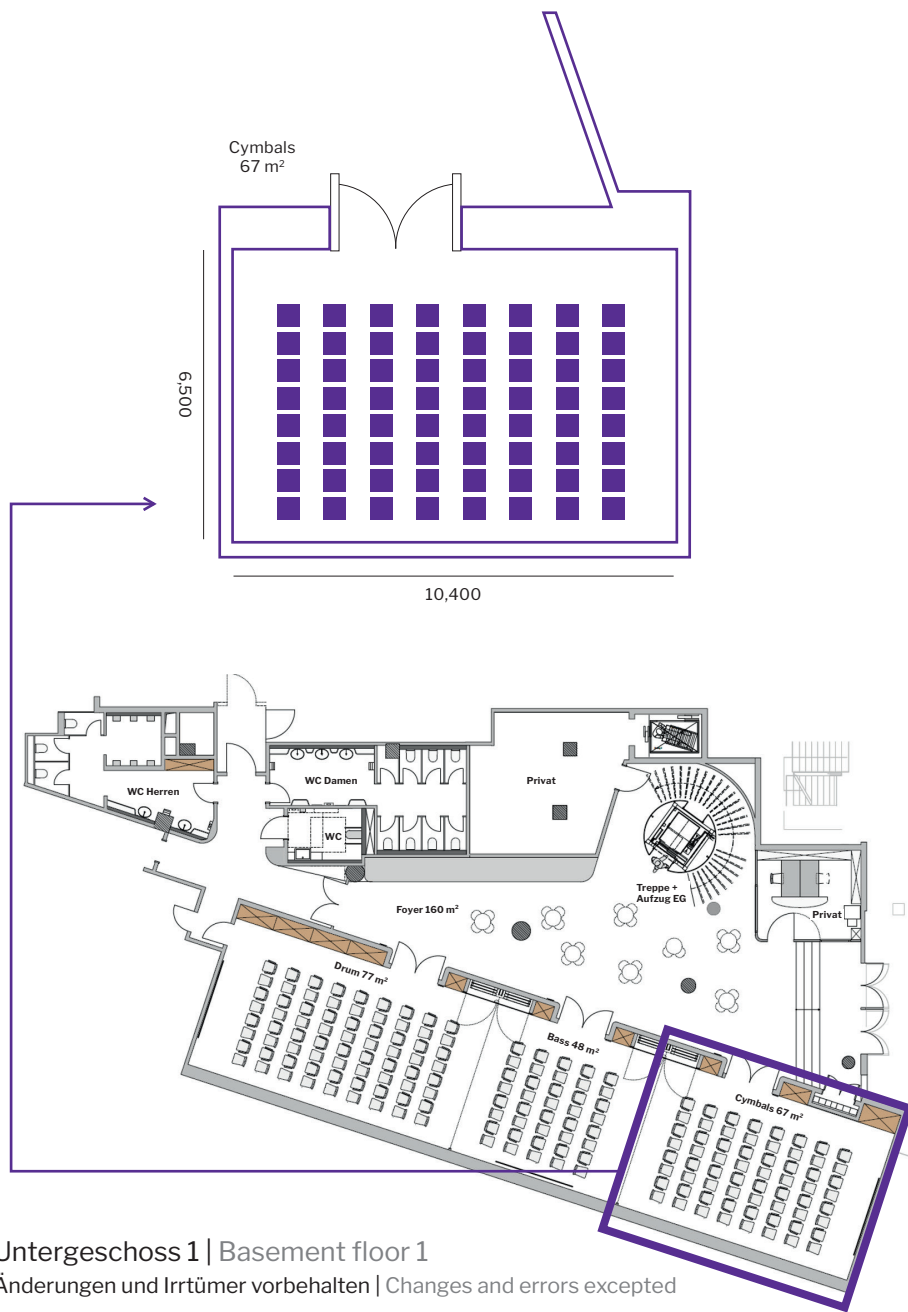 Cymbals
67 m²
6,500
10,400
WC Herren
WC Damen
WC
Privat
Treppe +
Aufzug EG
Privat
Foyer 160 m²
Drum 77 m²
Bass 48 m²
Cymbals 67 m²
Untergeschoss 1 | Basement floor 1
Änderungen und Irrtümer vorbehalten | Changes and errors excepted